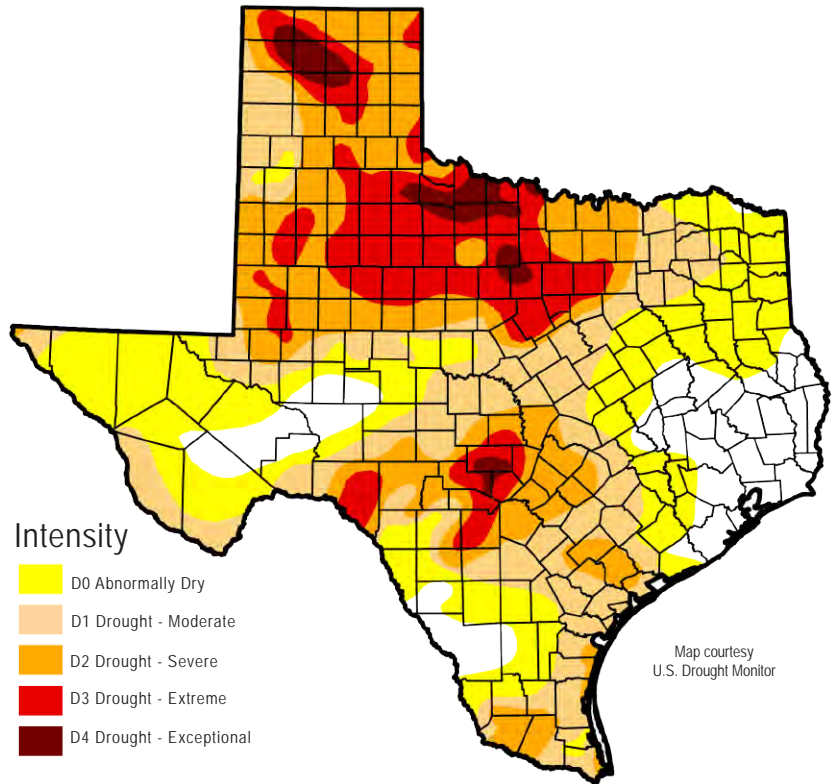 Intensity
D0 Abnormally Dry
D1 Drought - Moderate
D2 Drought - Severe
D3 Drought - Extreme
D4 Drought - Exceptional
Map courtesy
U.S. Drought Monitor